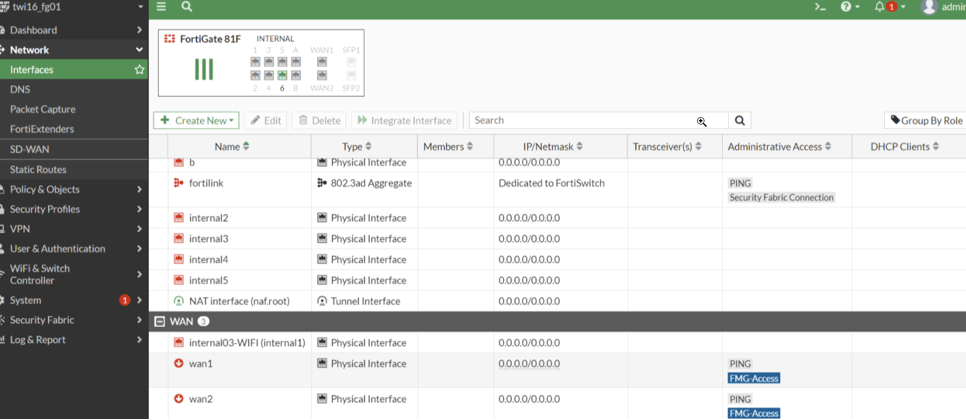 twi16_fg01
1
admin
Dashboard
Network
Interfaces
DNS
Packet Capture
FortiExtenders
SD-WAN
Static Routes
Policy & Objects
Security Profiles
VPN
User & Authentication
WiFi & Switch
Controller
System 1
Security Fabric
Log & Report
FortiGate 81F INTERNAL
1 3 5 A WAN1 SFP1
2 4 6 B WAN2 SFP2
Create New Edit Delete Integrate Interface Search Group By Role
Name Type Members IP/Netmask Transceiver(s) Administrative Access DHCP Clients
b Physical Interface 0.0.0.0/0.0.0.0
fortilink 802.3ad Aggregate Dedicated to FortiSwitch PING
Security Fabric Connection
internal2 Physical Interface 0.0.0.0/0.0.0.0
internal3 Physical Interface 0.0.0.0/0.0.0.0
internal4 Physical Interface 0.0.0.0/0.0.0.0
internal5 Physical Interface 0.0.0.0/0.0.0.0
NAT interface (naf.root) Tunnel Interface 0.0.0.0/0.0.0.0
WAN 3
internal03-WIFI (internal1) Physical Interface 0.0.0.0/0.0.0.0
wan1 Physical Interface 0.0.0.0/0.0.0.0 PING
FMG-Access
wan2 Physical Interface 0.0.0.0/0.0.0.0 PING
FMG-Access